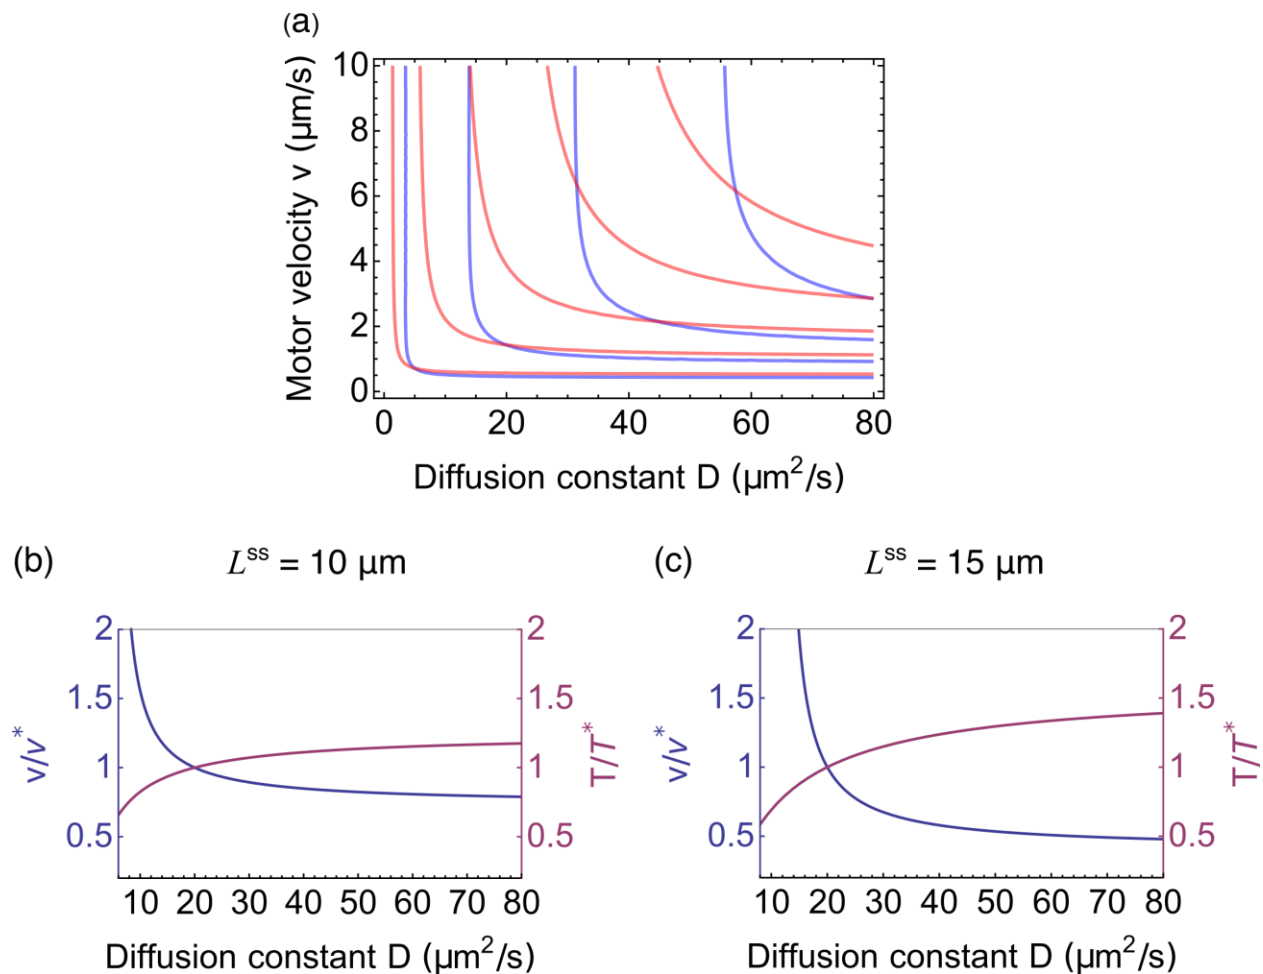 (a)
Motor velocity v (µm/s)
10
8
6
4
2
0
0 20 40 60 80
Diffusion constant D (µm²/s)
(b) Lˢˢ = 10 µm
v/v*
2
1.5
1
0.5
2
1.5
1
0.5
T/T*
10 20 30 40 50 60 70 80
Diffusion constant D (µm²/s)
(c) Lˢˢ = 15 µm
v/v*
2
1.5
1
0.5
2
1.5
1
0.5
T/T*
10 20 30 40 50 60 70 80
Diffusion constant D (µm²/s)